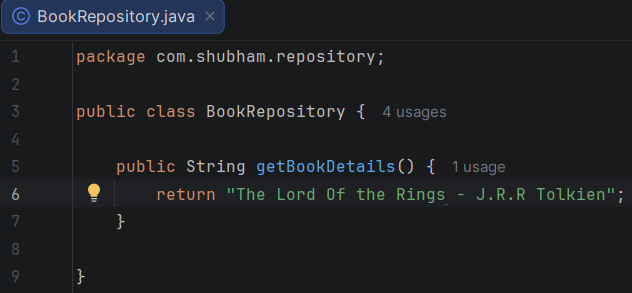 BookRepository.java
1 package com.shubham.repository;
2
3 public class BookRepository { 4 usages
4
5 public String getBookDetails() { 1 usage
6 return "The Lord Of the Rings - J.R.R Tolkien";
7 }
8
9 }